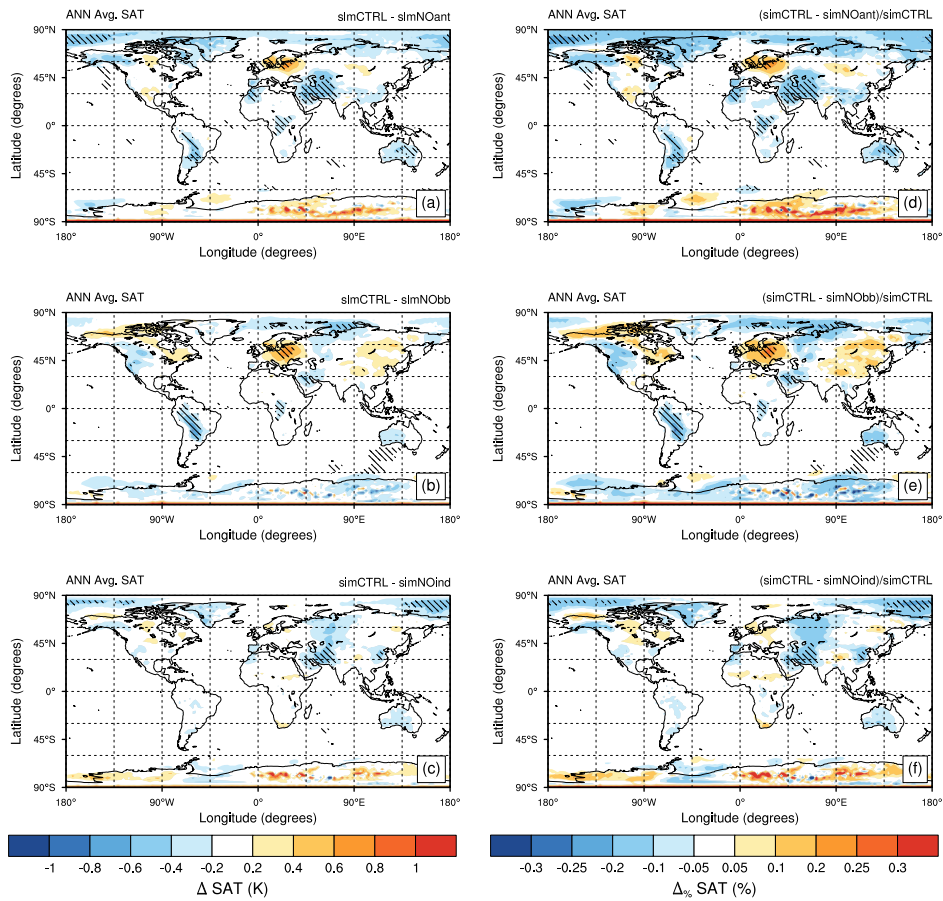 ANN Avg. SAT    simCTRL - simNOant
90°N
45°N
0°
45°S
90°S
Latitude (degrees)
(a)
180°    90°W    0°    90°E    180°
Longitude (degrees)
ANN Avg. SAT    (simCTRL - simNOant)/simCTRL
90°N
45°N
0°
45°S
90°S
Latitude (degrees)
(d)
180°    90°W    0°    90°E    180°
Longitude (degrees)
ANN Avg. SAT    simCTRL - simNObb
90°N
45°N
0°
45°S
90°S
Latitude (degrees)
(b)
180°    90°W    0°    90°E    180°
Longitude (degrees)
ANN Avg. SAT    (simCTRL - simNObb)/simCTRL
90°N
45°N
0°
45°S
90°S
Latitude (degrees)
(e)
180°    90°W    0°    90°E    180°
Longitude (degrees)
ANN Avg. SAT    simCTRL - simNOind
90°N
45°N
0°
45°S
90°S
Latitude (degrees)
(c)
180°    90°W    0°    90°E    180°
Longitude (degrees)
ANN Avg. SAT    (simCTRL - simNOind)/simCTRL
90°N
45°N
0°
45°S
90°S
Latitude (degrees)
(f)
180°    90°W    0°    90°E    180°
Longitude (degrees)
-1    -0.8    -0.6    -0.4    -0.2    0.2    0.4    0.6    0.8    1
Δ SAT (K)
-0.3    -0.25    -0.2    -0.1    -0.05    0.05    0.1    0.2    0.25    0.3
Δ% SAT (%)